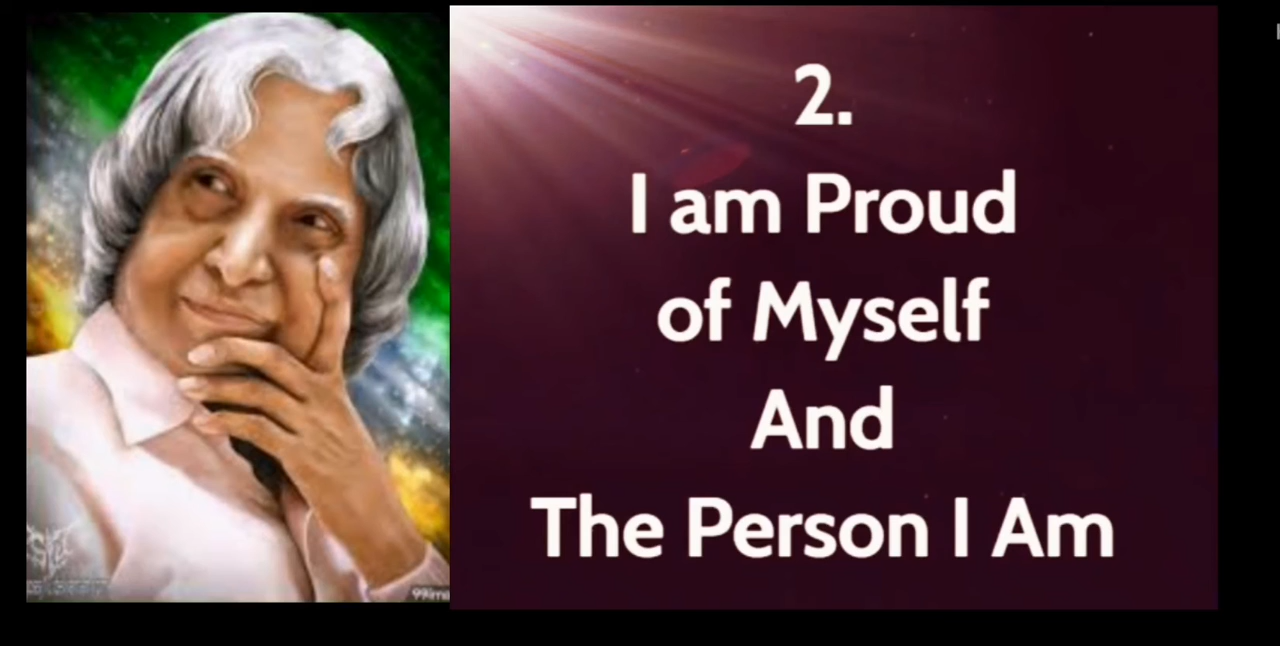 2.
I am Proud
of Myself
And
The Person I Am